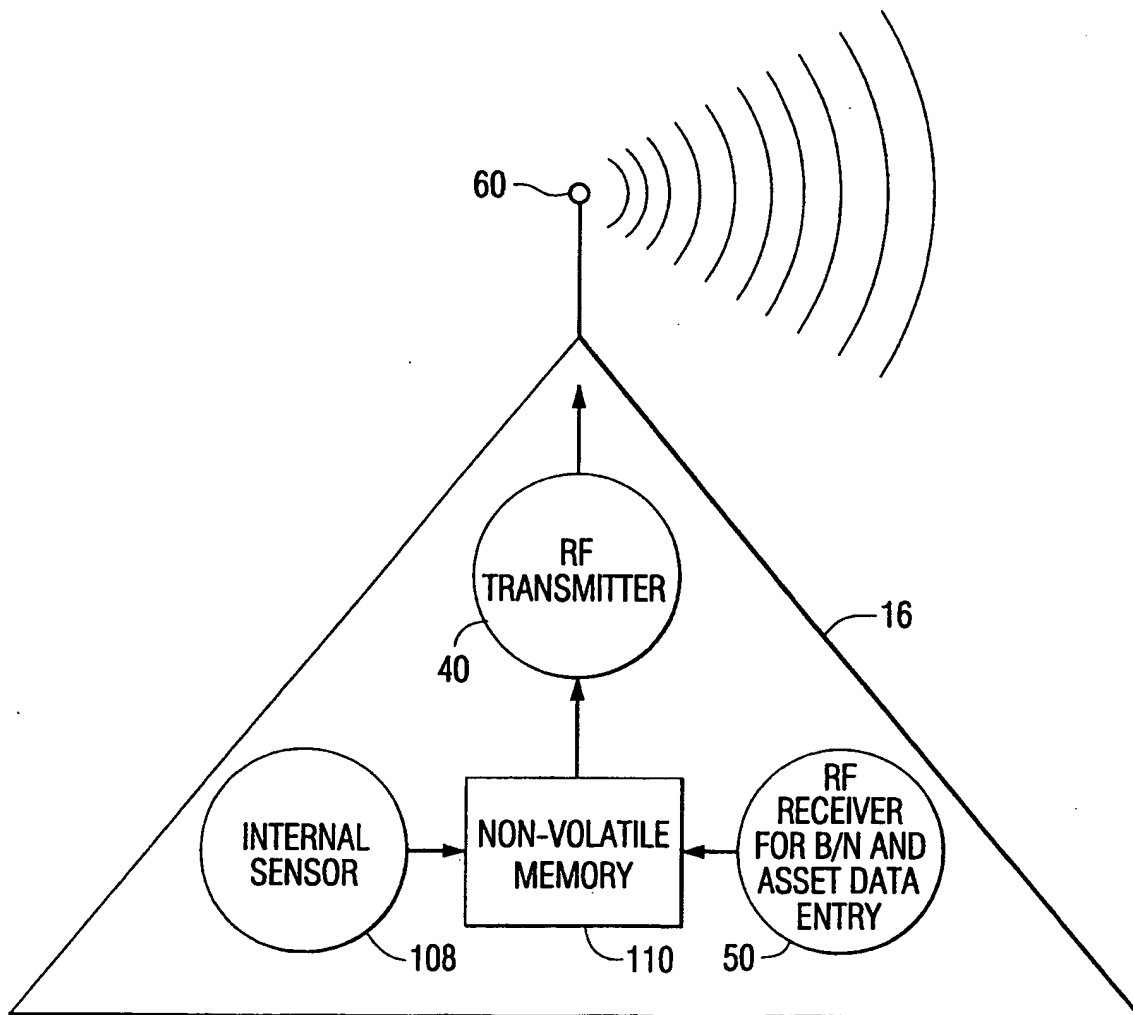 60
RF
TRANSMITTER
40
16
INTERNAL
SENSOR
108
NON-VOLATILE
MEMORY
110
RF
RECEIVER
FOR B/N AND
ASSET DATA
ENTRY
50